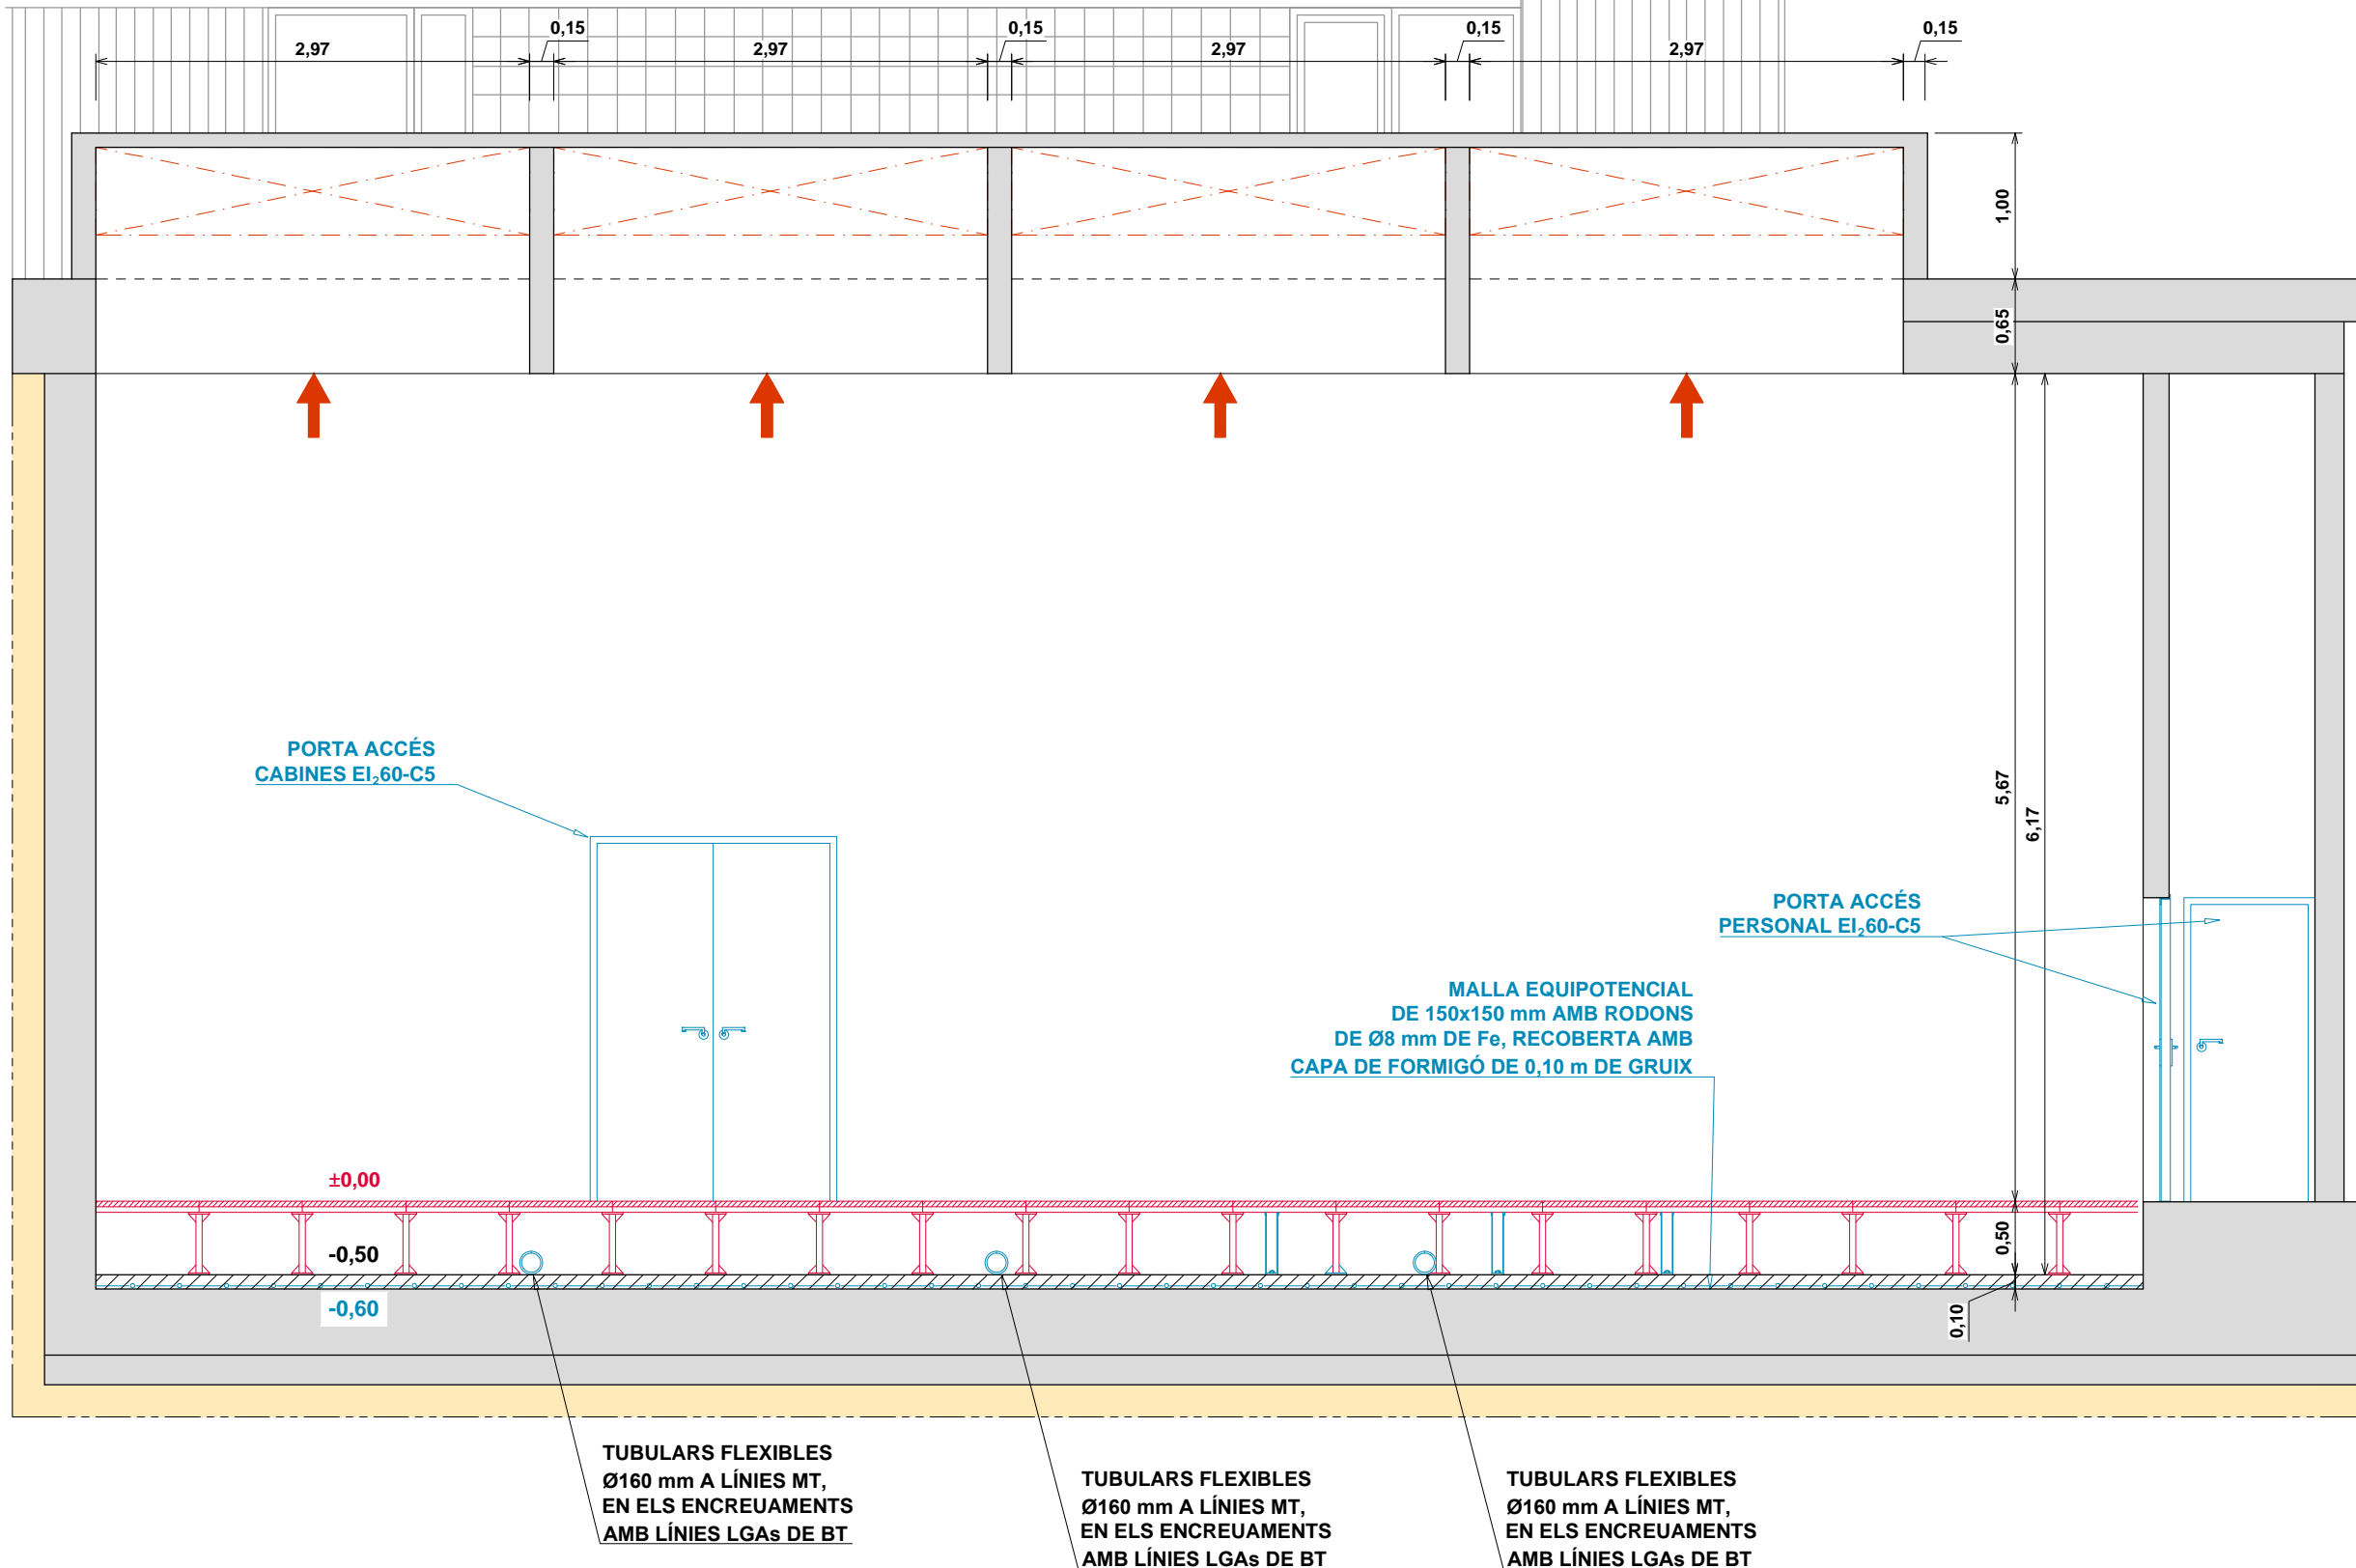 0,15
0,15
0,15
0,15
2,97
2,97
2,97
2,97
1,00
0,65
PORTA ACCÉS
CABINES EI₂60-C5
5,67
6,17
PORTA ACCÉS
PERSONAL EI₂60-C5
MALLA EQUIPOTENCIAL
DE 150x150 mm AMB RODONS
DE Ø8 mm DE Fe, RECOBERTA AMB
CAPA DE FORMIGÓ DE 0,10 m DE GRUIX
±0,00
-0,50
0,50
-0,60
0,10
TUBULARS FLEXIBLES
Ø160 mm A LÍNIES MT,
EN ELS ENCREUAMENTS
AMB LÍNIES LGAs DE BT
TUBULARS FLEXIBLES
Ø160 mm A LÍNIES MT,
EN ELS ENCREUAMENTS
AMB LÍNIES LGAs DE BT
TUBULARS FLEXIBLES
Ø160 mm A LÍNIES MT,
EN ELS ENCREUAMENTS
AMB LÍNIES LGAs DE BT